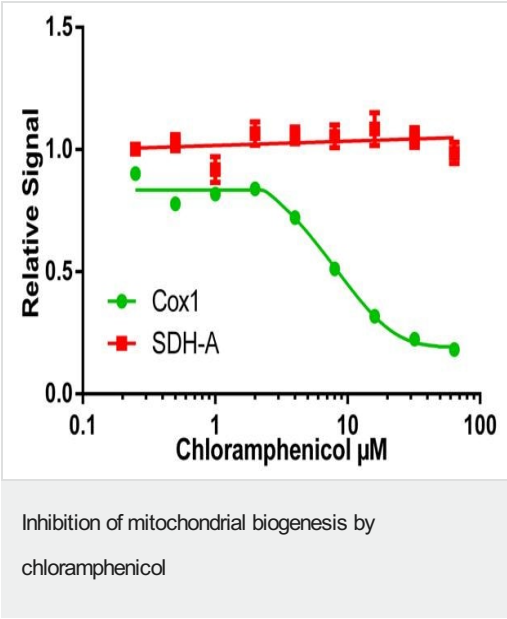 1.5
1.0
0.5
0.0
Relative Signal
Cox1
SDH-A
0.1 1 10 100
Chloramphenicol µM
Inhibition of mitochondrial biogenesis by
chloramphenicol